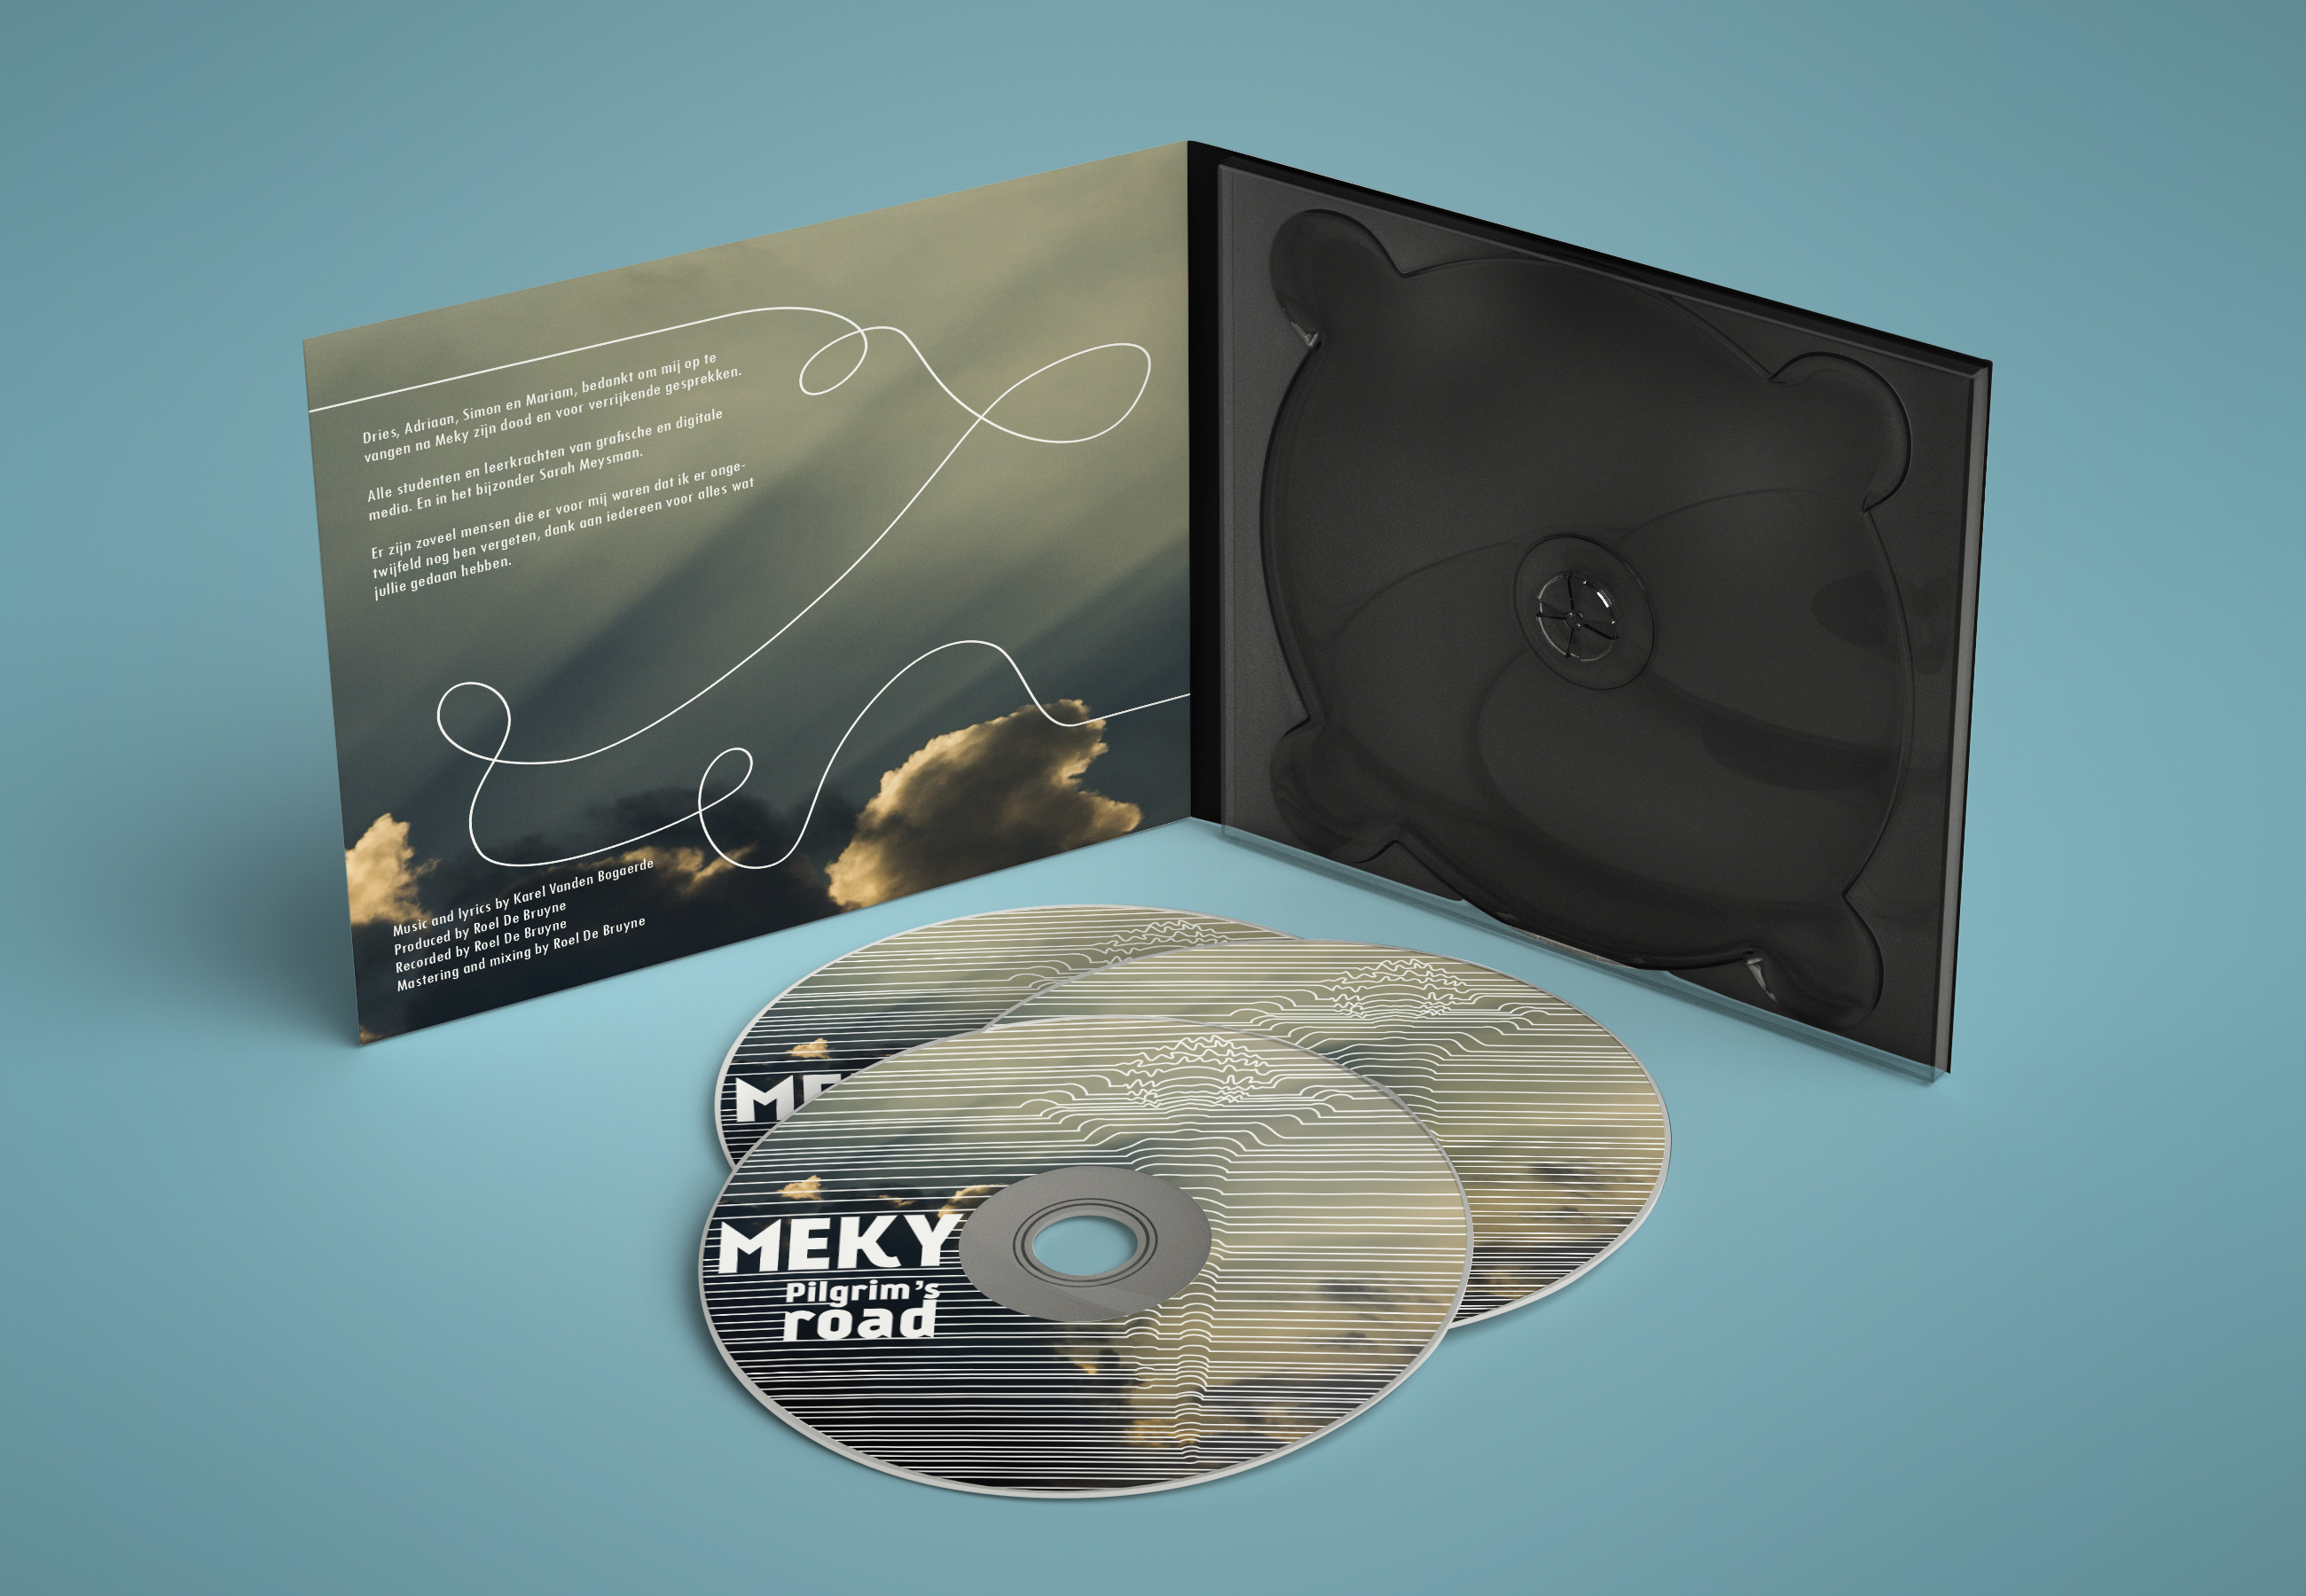 Dries, Adriaan, Simon en Mariam, bedankt om mij op te
vangen na Meky zijn dood en voor verrijkende gesprekken.
Alle studenten en leerkrachten van grafische en digitale
media. En in het bijzonder Sarah Meysman.
Er zijn zoveel mensen die er voor mij waren dat ik er onge-
twijfeld nog ben vergeten, dank aan iedereen voor alles wat
jullie gedaan hebben.
Music and lyrics by Karel Vanden Bogaerde
Produced by Roel De Bruyne
Recorded by Roel De Bruyne
Mastering and mixing by Roel De Bruyne
ME
MEKY
Pilgrim's
road